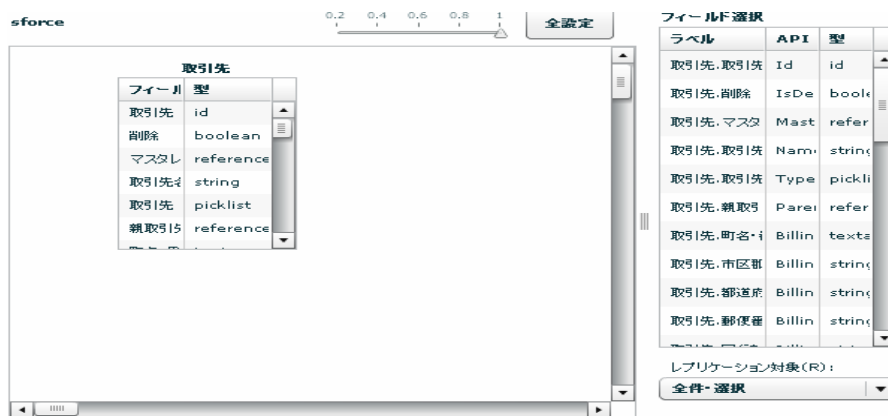 sforce
0.2 0.4 0.6 0.8 1
全設定
取引先
フィール 型
取引先 id
削除 boolean
マスタレ reference
取引先名 string
取引先 picklist
親取引先 reference
フィールド選択
ラベル API 型
取引先.取引先 Id id
取引先.削除 IsDe boole
取引先.マスタ Mast refer
取引先.取引先 Nam strin
取引先.取引先 Type pickli
取引先.親取引 Parei refer
取引先.町名・ Billin texta
取引先.市区郡 Billin string
取引先.都道府 Billin string
取引先.郵便番 Billin string
レプリケーション対象(R):
全件・選択